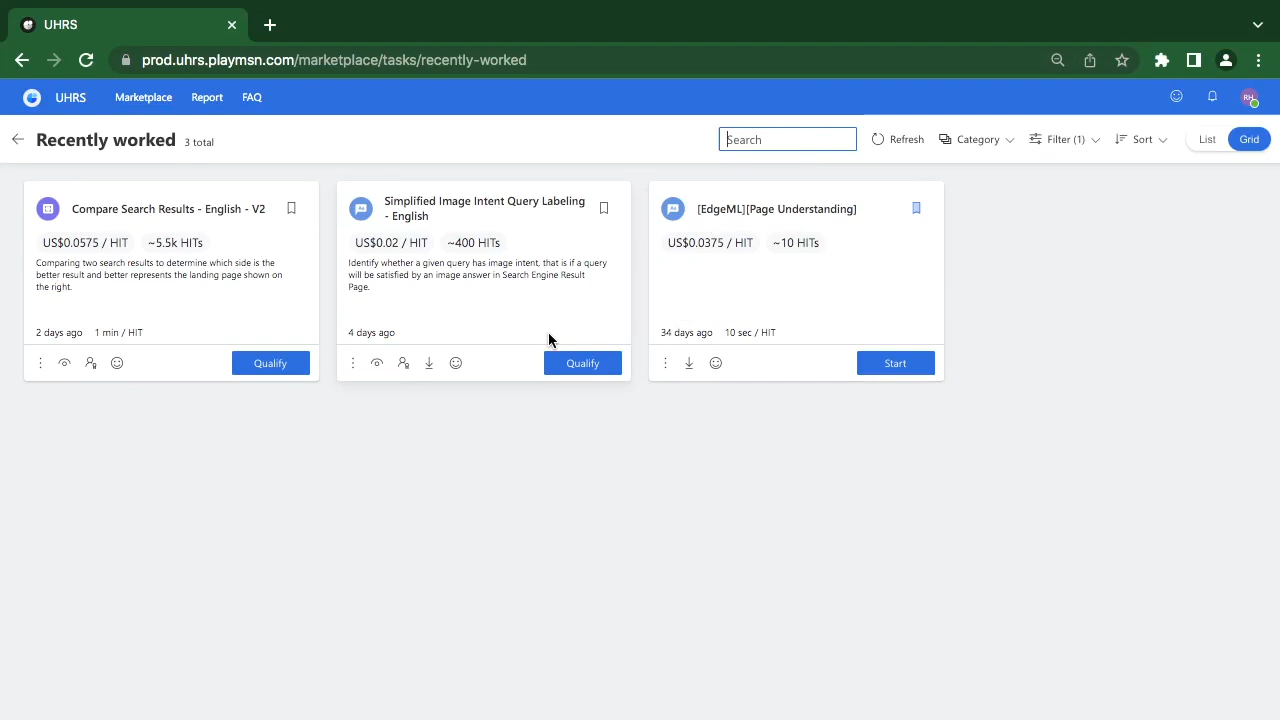 UHRS
prod.uhrs.playmsn.com/marketplace/tasks/recently-worked
UHRS Marketplace Report FAQ RH
Recently worked 3 total Search Refresh Category Filter (1) Sort List Grid
Compare Search Results - English - V2
US$0.0575 / HIT ~5.5k HITs
Comparing two search results to determine which side is the
better result and better represents the landing page shown on
the right.
2 days ago 1 min / HIT
Qualify
Simplified Image Intent Query Labeling
- English
US$0.02 / HIT ~400 HITs
Identify whether a given query has image intent, that is if a query
will be satisfied by an image answer in Search Engine Result
Page.
4 days ago
Qualify
[EdgeML][Page Understanding]
US$0.0375 / HIT ~10 HITs
34 days ago 10 sec / HIT
Start